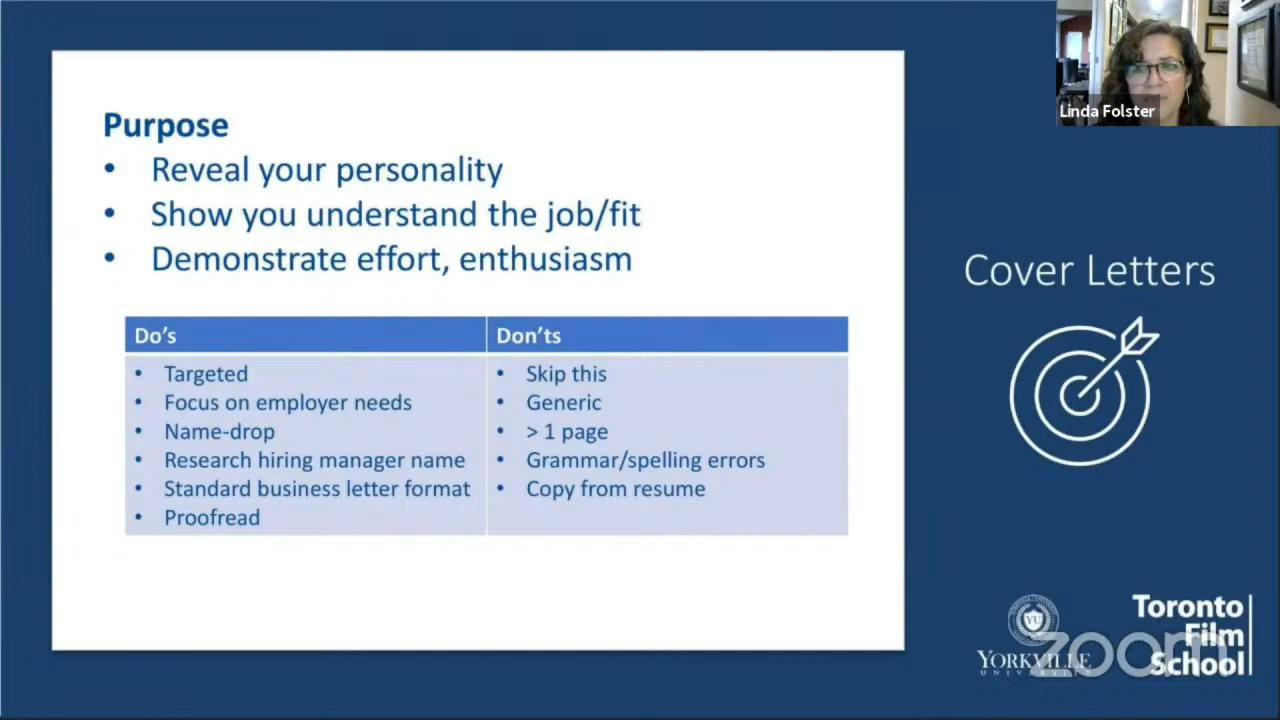 Linda Folster
Purpose
• Reveal your personality
• Show you understand the job/fit
• Demonstrate effort, enthusiasm
Do's
• Targeted
• Focus on employer needs
• Name-drop
• Research hiring manager name
• Standard business letter format
• Proofread
Don'ts
• Skip this
• Generic
• > 1 page
• Grammar/spelling errors
• Copy from resume
Cover Letters
YU
YORKVILLE
UNIVERSITY
Toronto
Film
School
zoom